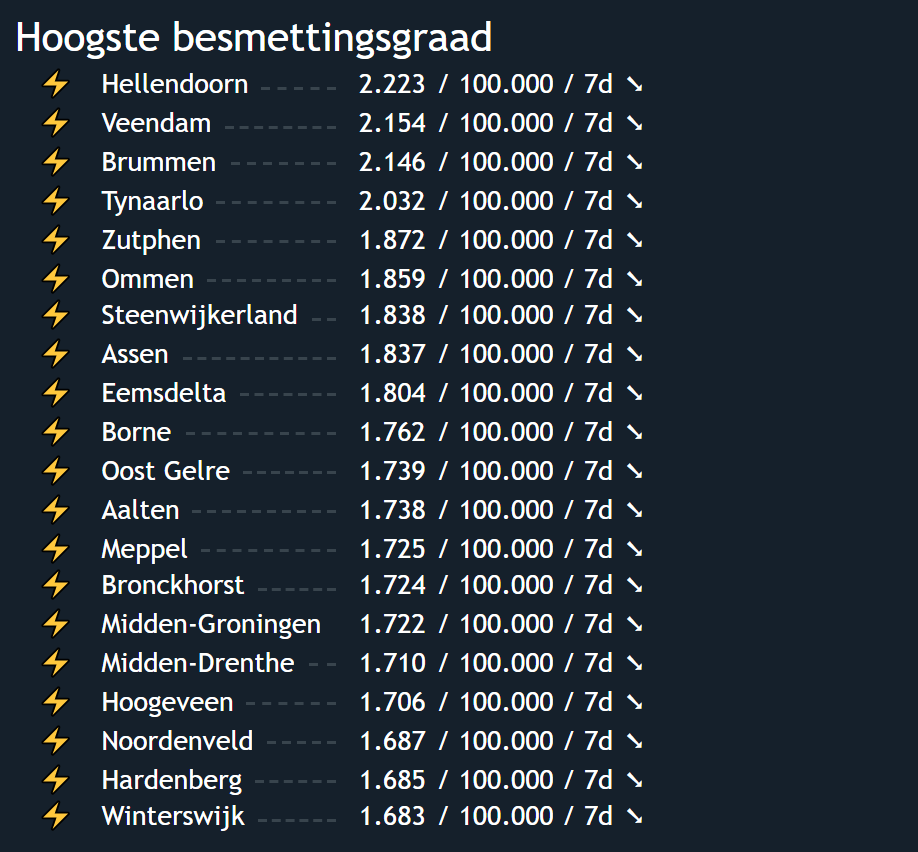 Hoogste besmettingsgraad
⚡ Hellendoorn ------ 2.223 / 100.000 / 7d ➘
⚡ Veendam -------- 2.154 / 100.000 / 7d ➘
⚡ Brummen -------- 2.146 / 100.000 / 7d ➘
⚡ Tynaarlo --------- 2.032 / 100.000 / 7d ➘
⚡ Zutphen --------- 1.872 / 100.000 / 7d ➘
⚡ Ommen ---------- 1.859 / 100.000 / 7d ➘
⚡ Steenwijkerland -- 1.838 / 100.000 / 7d ➘
⚡ Assen ------------ 1.837 / 100.000 / 7d ➘
⚡ Eemsdelta ------- 1.804 / 100.000 / 7d ➘
⚡ Borne ------------ 1.762 / 100.000 / 7d ➘
⚡ Oost Gelre ------- 1.739 / 100.000 / 7d ➘
⚡ Aalten ----------- 1.738 / 100.000 / 7d ➘
⚡ Meppel ---------- 1.725 / 100.000 / 7d ➘
⚡ Bronckhorst ------ 1.724 / 100.000 / 7d ➘
⚡ Midden-Groningen 1.722 / 100.000 / 7d ➘
⚡ Midden-Drenthe -- 1.710 / 100.000 / 7d ➘
⚡ Hoogeveen ------- 1.706 / 100.000 / 7d ➘
⚡ Noordenveld ----- 1.687 / 100.000 / 7d ➘
⚡ Hardenberg ------ 1.685 / 100.000 / 7d ➘
⚡ Winterswijk ------ 1.683 / 100.000 / 7d ➘